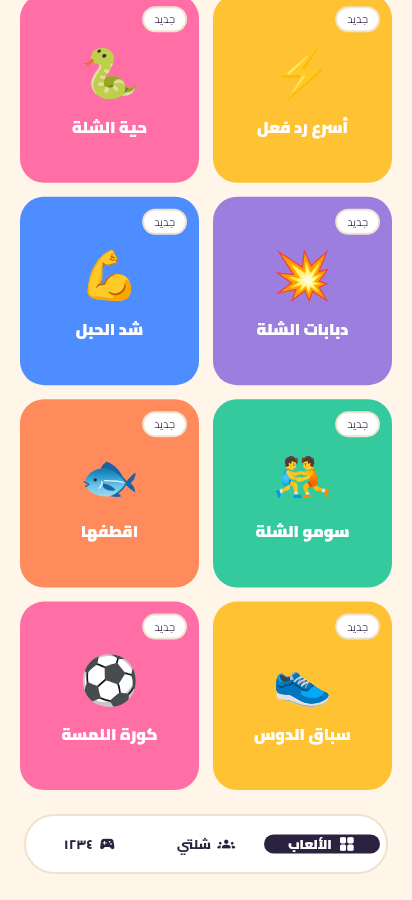 جديد
أسرع رد فعل
جديد
حية الشلة
جديد
دبابات الشلة
جديد
شد الحبل
جديد
سومو الشلة
جديد
اقطفها
جديد
سباق الدوس
جديد
كورة اللمسة
الألعاب
شلتي
١٢٣٤